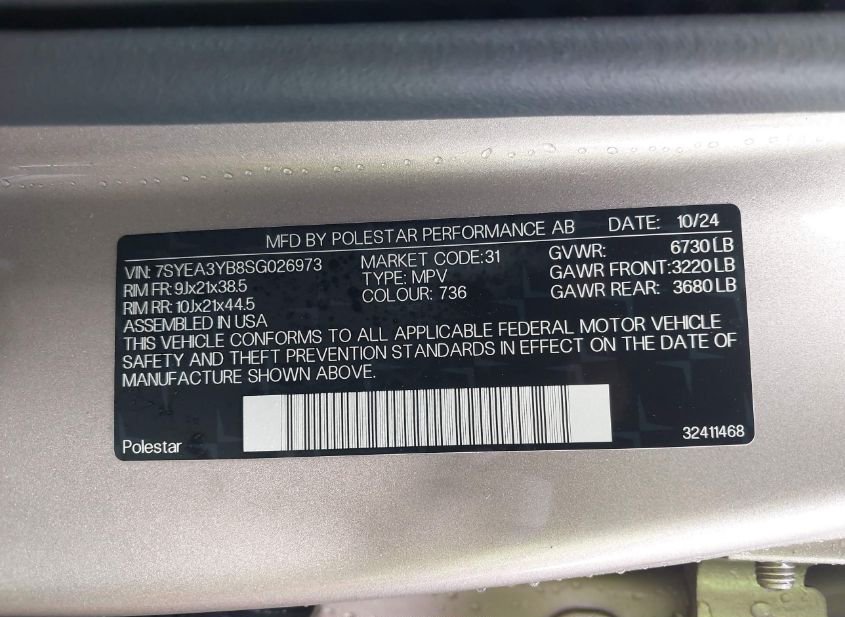 MFD BY POLESTAR PERFORMANCE AB DATE: 10/24
VIN: 7SYEA3YB8SG026973 MARKET CODE:31 GVWR: 6730 LB
RIM FR: 9Jx21x38.5 TYPE: MPV GAWR FRONT:3220 LB
RIM RR: 10Jx21x44.5 COLOUR: 736 GAWR REAR: 3680 LB
ASSEMBLED IN USA
THIS VEHICLE CONFORMS TO ALL APPLICABLE FEDERAL MOTOR VEHICLE
SAFETY AND THEFT PREVENTION STANDARDS IN EFFECT ON THE DATE OF
MANUFACTURE SHOWN ABOVE.
Polestar 32411468